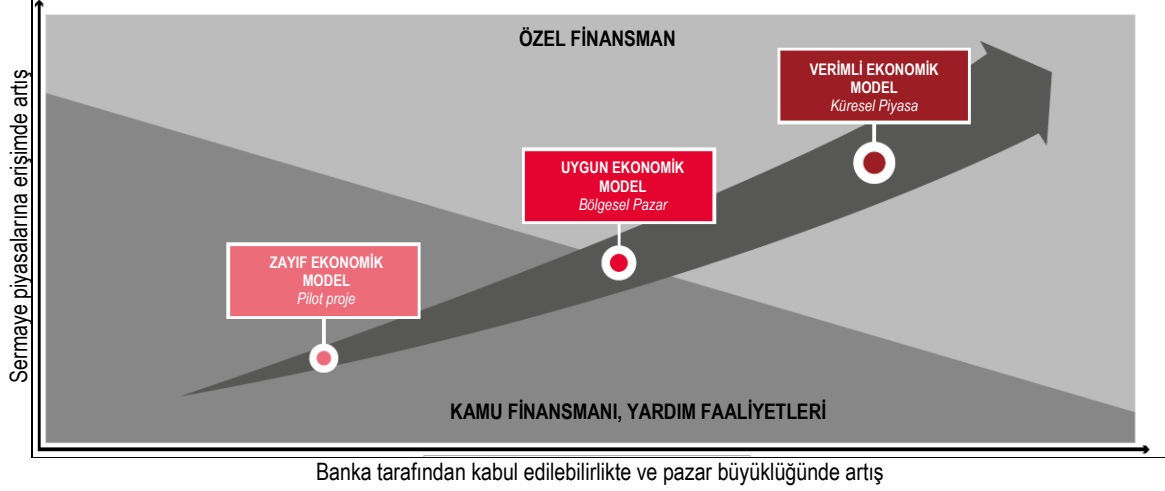 Sermaye piyasalarına erişimde artış
ÖZEL FİNANSMAN
VERİMLİ EKONOMİK
MODEL
Küresel Piyasa
UYGUN EKONOMİK
MODEL
Bölgesel Pazar
ZAYIF EKONOMİK
MODEL
Pilot proje
KAMU FİNANSMANI, YARDIM FAALİYETLERİ
Banka tarafından kabul edilebilirlikte ve pazar büyüklüğünde artış